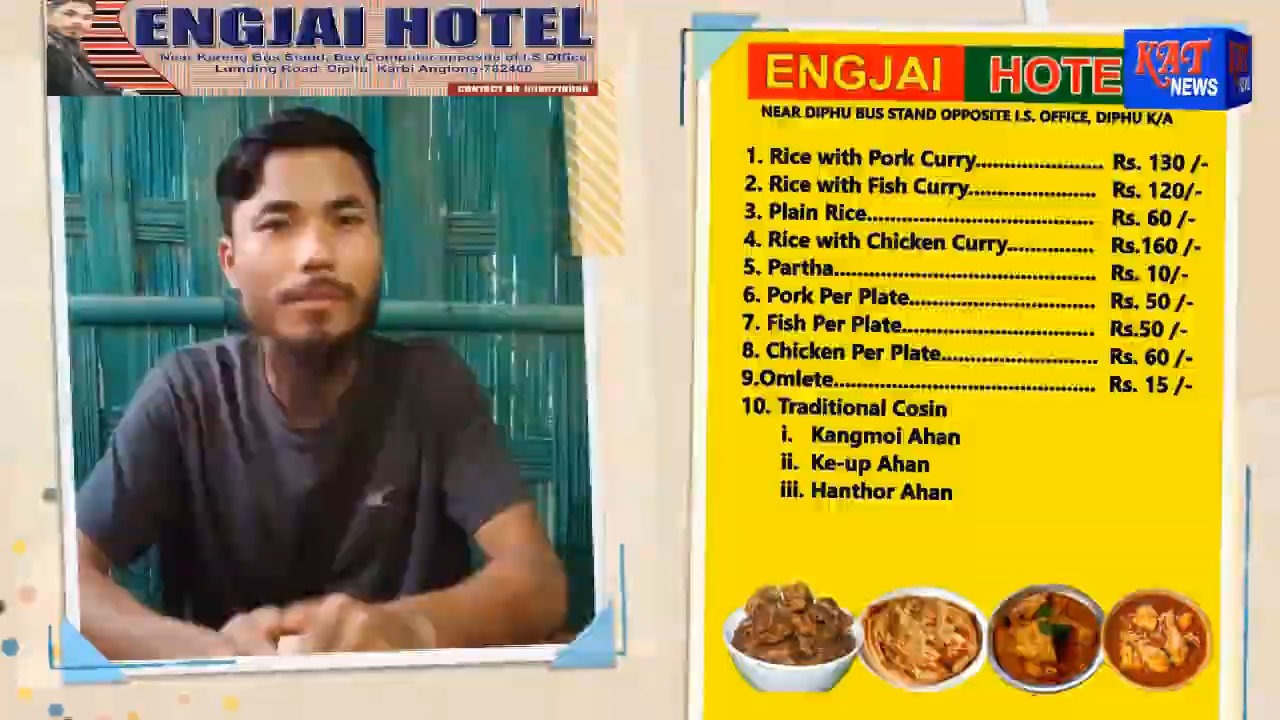 ENGJAI HOTEL
Near Kareng Bus Stand, Bey Computer opposite of I.S Office
Lumding Road Diphu Karbi Anglong-782460
CONTACT NO
ENGJAI HOTE
KAT
NEWS
NEAR DIPHU BUS STAND OPPOSITE I.S. OFFICE, DIPHU K/A
1. Rice with Pork Curry....................... Rs. 130 /-
2. Rice with Fish Curry....................... Rs. 120/-
3. Plain Rice......................................... Rs. 60 /-
4. Rice with Chicken Curry............... Rs.160 /-
5. Partha................................................ Rs. 10/-
6. Pork Per Plate.................................. Rs. 50 /-
7. Fish Per Plate................................... Rs.50 /-
8. Chicken Per Plate............................ Rs. 60 /-
9.Omlete................................................ Rs. 15 /-
10. Traditional Cosin
i. Kangmoi Ahan
ii. Ke-up Ahan
iii. Hanthor Ahan